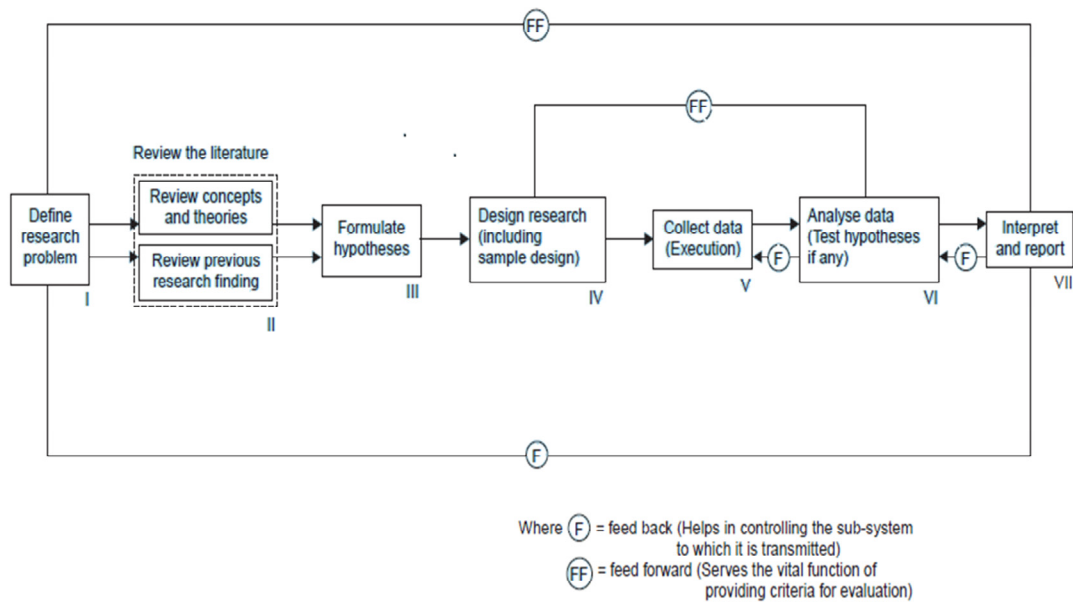 FF
FF
Review the literature
Define
research
problem
I
Review concepts
and theories
Review previous
research finding
II
Formulate
hypotheses
III
Design research
(including
sample design)
IV
Collect data
(Execution)
V
F
Analyse data
(Test hypotheses
if any)
VI
F
Interpret
and report
VII
F
Where F = feed back (Helps in controlling the sub-system
to which it is transmitted)
FF = feed forward (Serves the vital function of
providing criteria for evaluation)